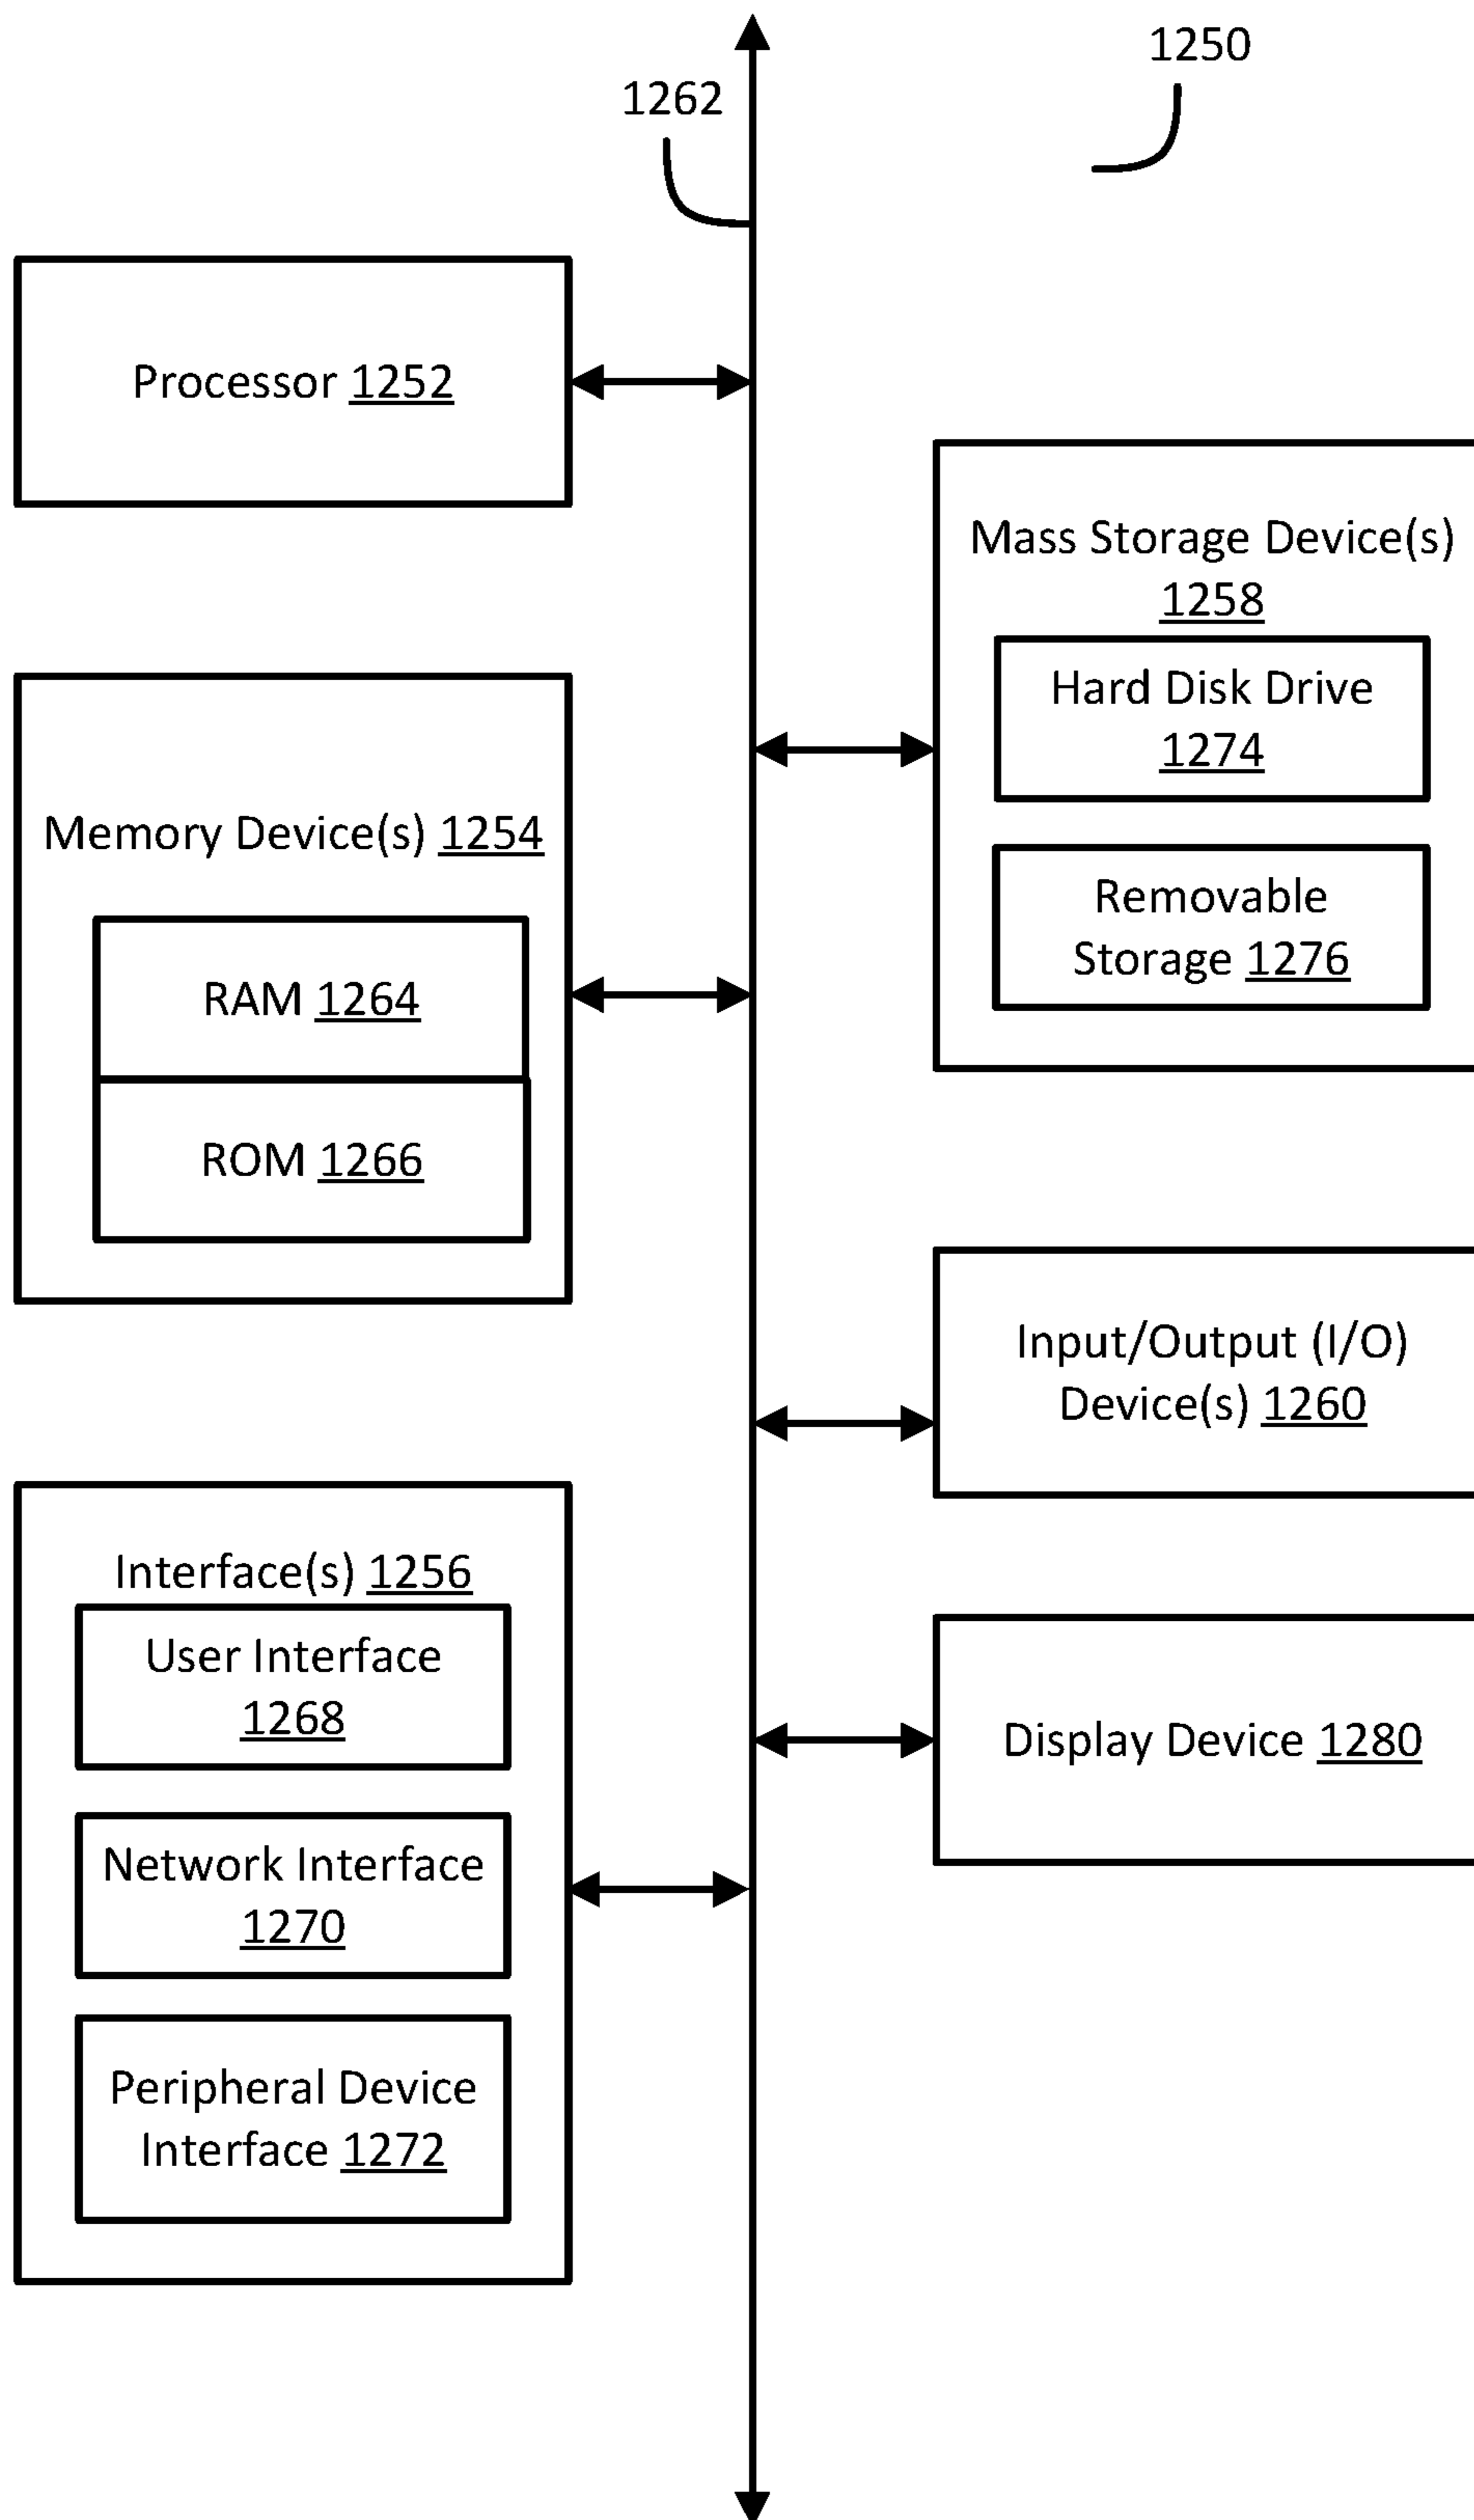 1250
1262
Processor 1252
Mass Storage Device(s)
1258
Hard Disk Drive
1274
Removable
Storage 1276
Memory Device(s) 1254
RAM 1264
ROM 1266
Input/Output (I/O)
Device(s) 1260
Interface(s) 1256
User Interface
1268
Network Interface
1270
Peripheral Device
Interface 1272
Display Device 1280